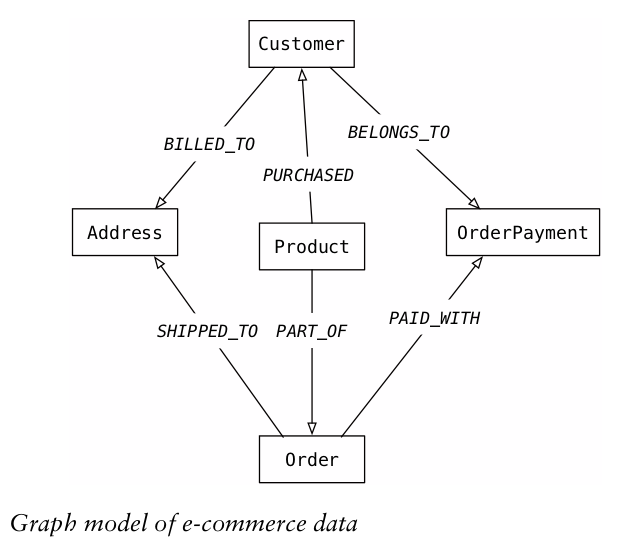 Customer
BILLED_TO
BELONGS_TO
PURCHASED
Address
Product
OrderPayment
SHIPPED_TO
PART_OF
PAID_WITH
Order
Graph model of e-commerce data